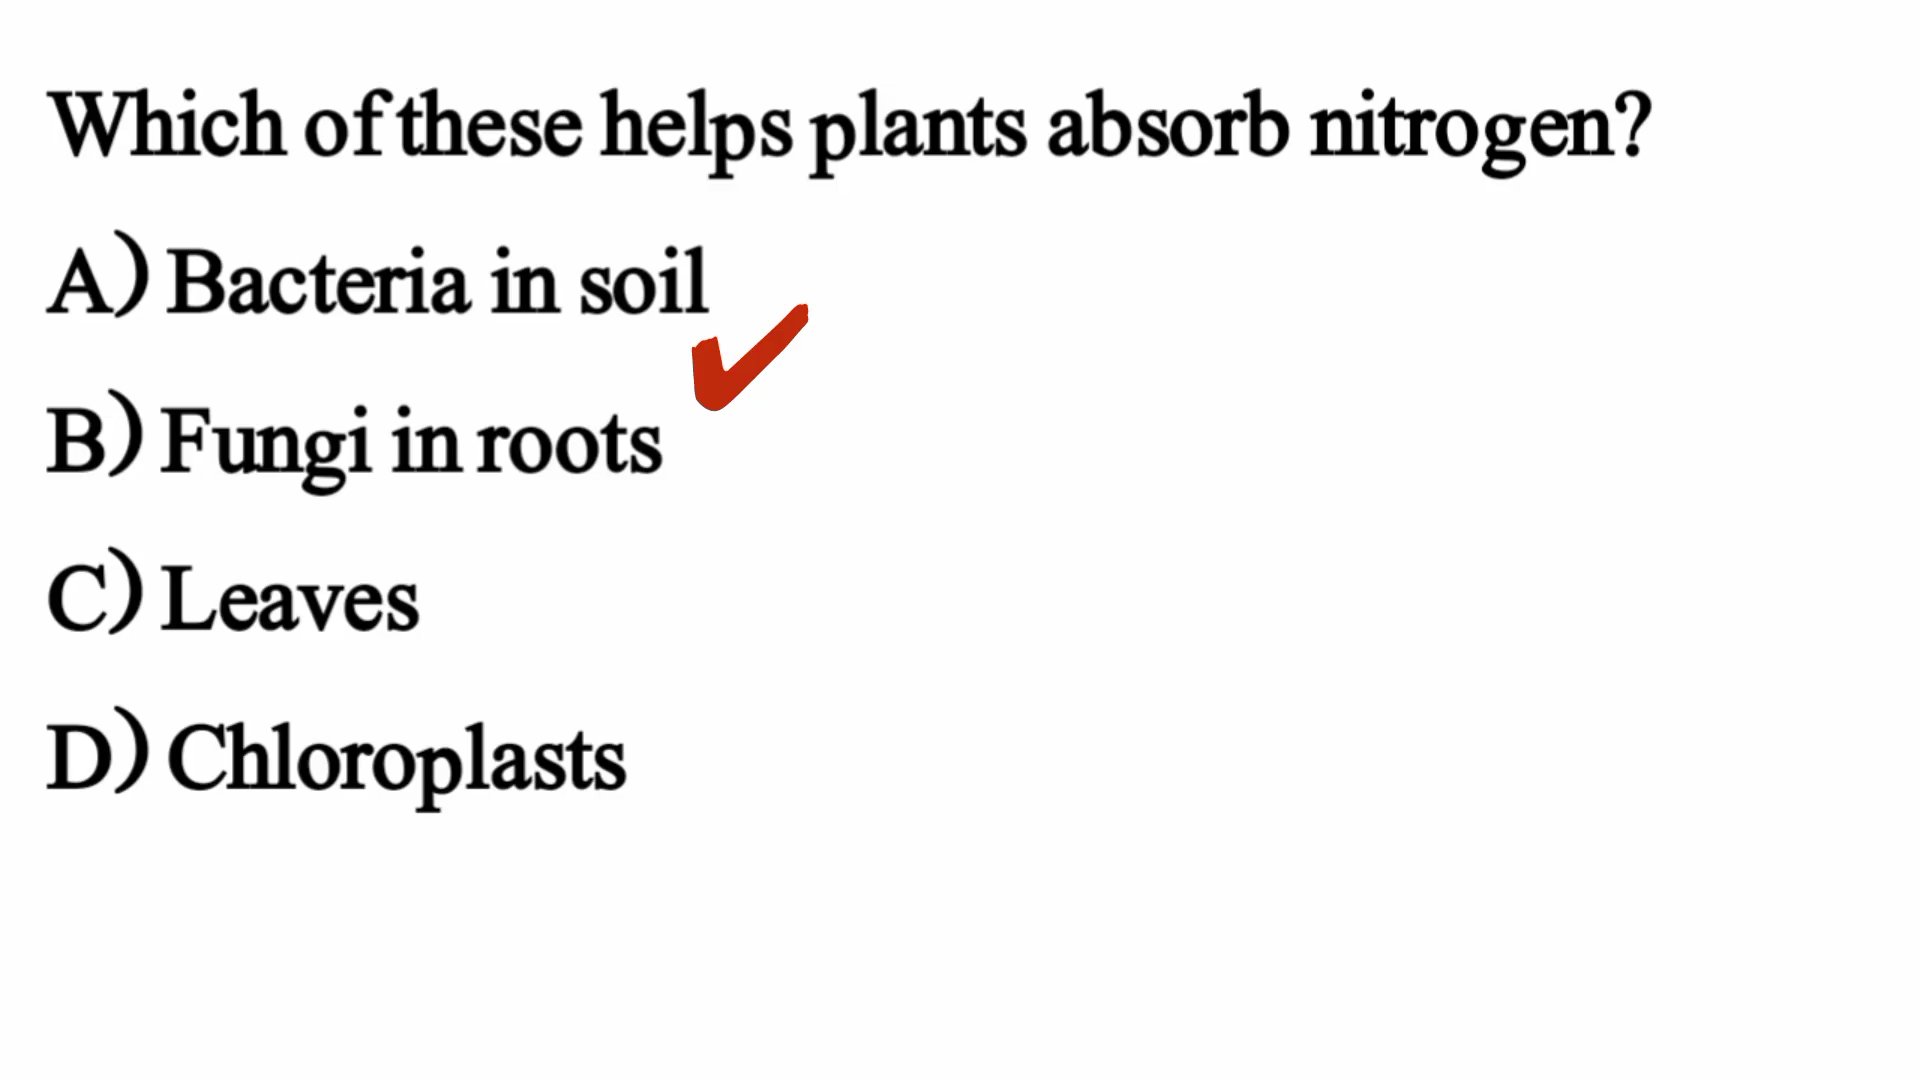 Which of these helps plants absorb nitrogen?
A) Bacteria in soil
B) Fungi in roots
C) Leaves
D) Chloroplasts